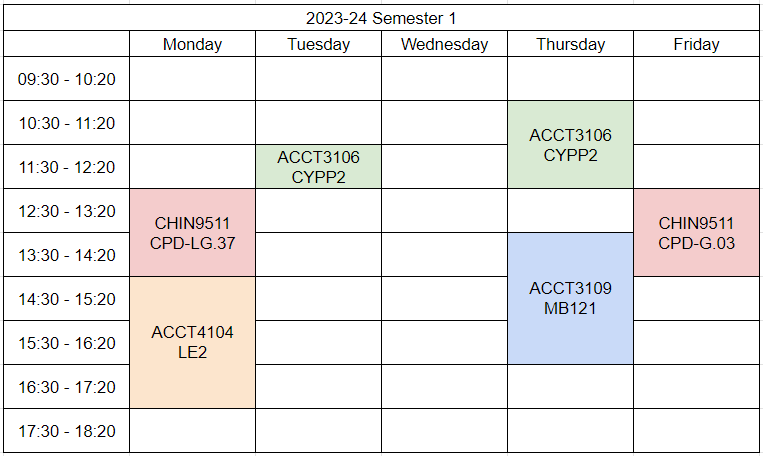 2023-24 Semester 1
Monday Tuesday Wednesday Thursday Friday
09:30 - 10:20
10:30 - 11:20
ACCT3106
CYPP2
11:30 - 12:20
ACCT3106
CYPP2
12:30 - 13:20
CHIN9511
CPD-LG.37
CHIN9511
CPD-G.03
13:30 - 14:20
14:30 - 15:20
ACCT3109
MB121
15:30 - 16:20
ACCT4104
LE2
16:30 - 17:20
17:30 - 18:20